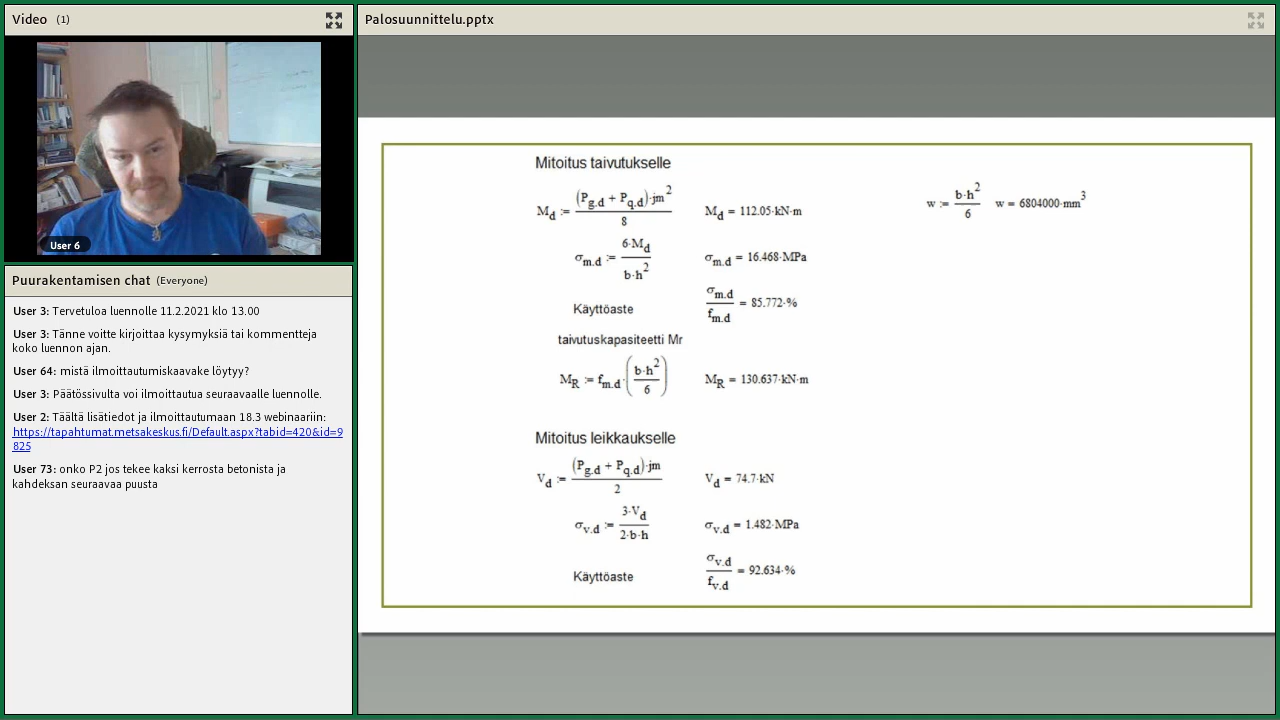 Video (1)
User 6
Puurakentamisen chat (Everyone)
User 3: Tervetuloa luennolle 11.2.2021 klo 13.00
User 3: Tänne voitte kirjoittaa kysymyksiä tai kommentteja
koko luennon ajan.
User 64: mistä ilmoittautumiskaavake löytyy?
User 3: Päätössivulta voi ilmoittautua seuraavaalle luennolle.
User 2: Täältä lisätiedot ja ilmoittautumaan 18.3 webinaariin:
https://tapahtumat.metsakeskus.fi/Default.aspx?tabid=420&id=9
825
User 73: onko P2 jos tekee kaksi kerrosta betonista ja
kahdeksan seuraavaa puusta
Palosuunnittelu.pptx
Mitoitus taivutukselle
M_d := (P_g.d + P_q.d)·jm^2 / 8 M_d = 112.05·kN·m
w := b·h^2 / 6 w = 6804000·mm^3
σ_m.d := 6·M_d / b·h^2 σ_m.d = 16.468·MPa
Käyttöaste σ_m.d / f_m.d = 85.772·%
taivutuskapasiteetti Mr
M_R := f_m.d·(b·h^2 / 6) M_R = 130.637·kN·m
Mitoitus leikkaukselle
V_d := (P_g.d + P_q.d)·jm / 2 V_d = 74.7·kN
σ_v.d := 3·V_d / 2·b·h σ_v.d = 1.482·MPa
Käyttöaste σ_v.d / f_v.d = 92.634·%